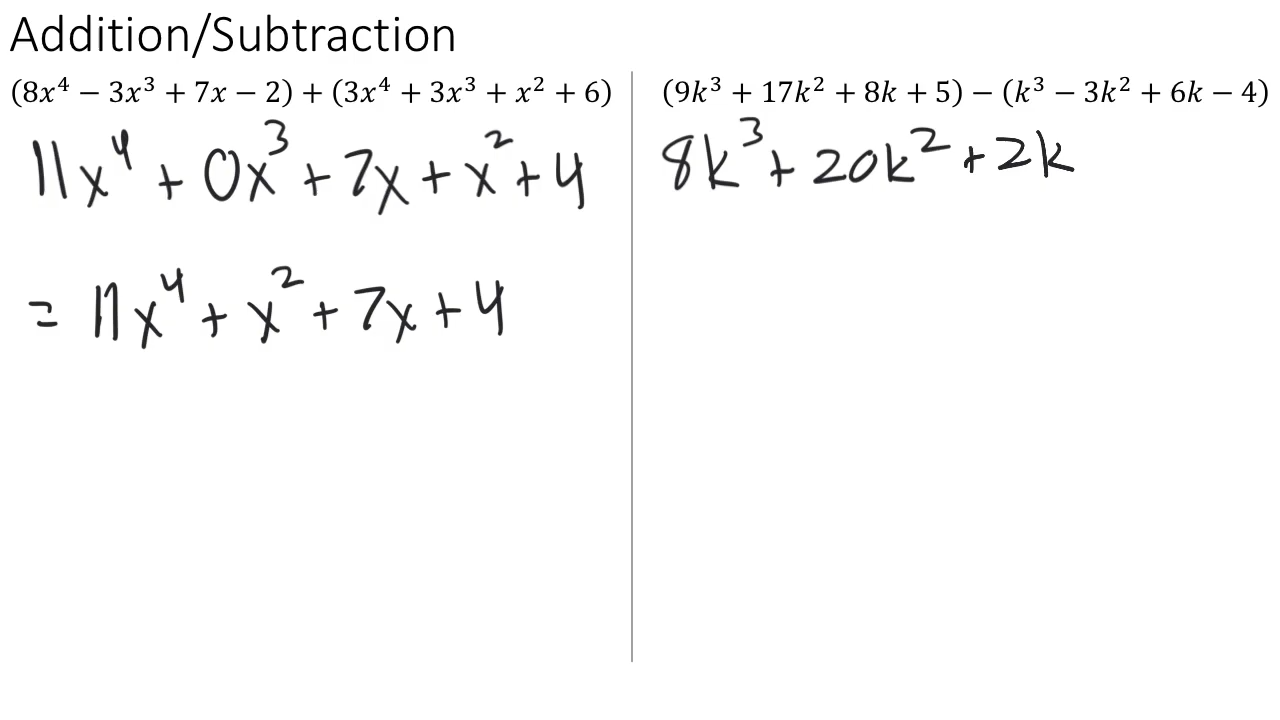 Addition/Subtraction
(8x⁴ − 3x³ + 7x − 2) + (3x⁴ + 3x³ + x² + 6)
11x⁴ + 0x³ + 7x + x² + 4
= 11x⁴ + x² + 7x + 4
(9k³ + 17k² + 8k + 5) − (k³ − 3k² + 6k − 4)
8k³ + 20k² + 2k